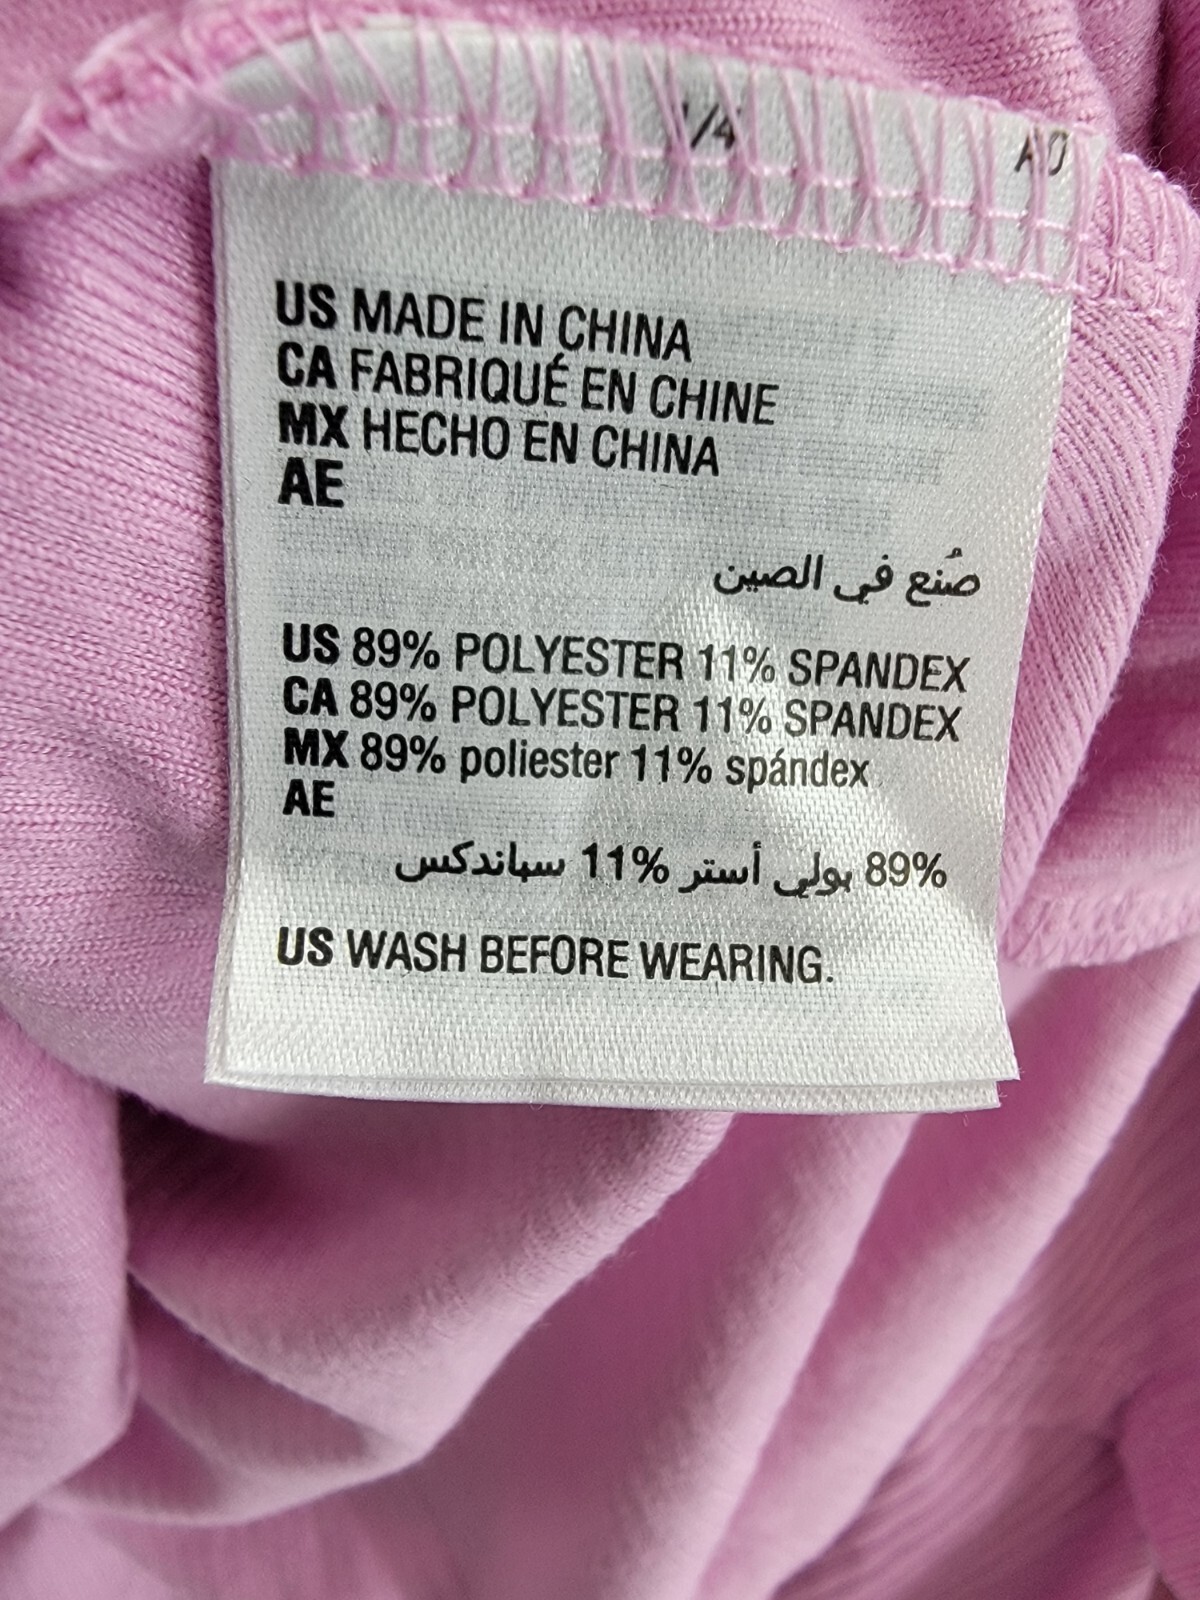 1/4
US MADE IN CHINA
CA FABRIQUÉ EN CHINE
MX HECHO EN CHINA
AE
صُنع في الصين
US 89% POLYESTER 11% SPANDEX
CA 89% POLYESTER 11% SPANDEX
MX 89% poliester 11% spándex
AE
89% بولي أستر 11% سباندكس
US WASH BEFORE WEARING.